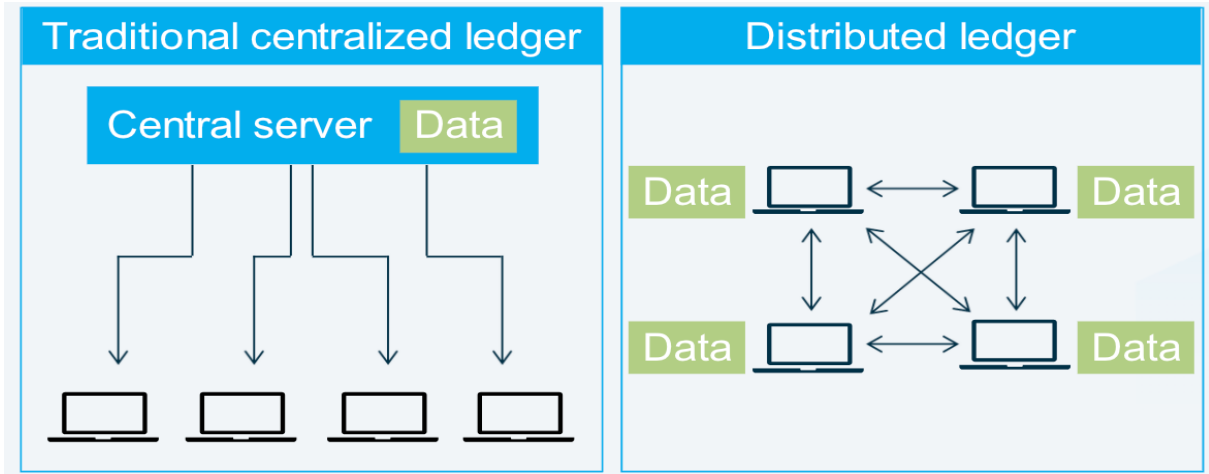 Traditional centralized ledger
Central server
Data
Distributed ledger
Data
Data
Data
Data